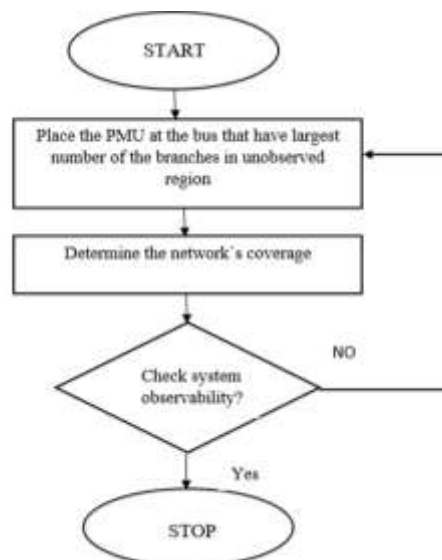 START
Place the PMU at the bus that have largest
number of the branches in unobserved
region
Determine the network`s coverage
Check system
observability?
NO
Yes
STOP